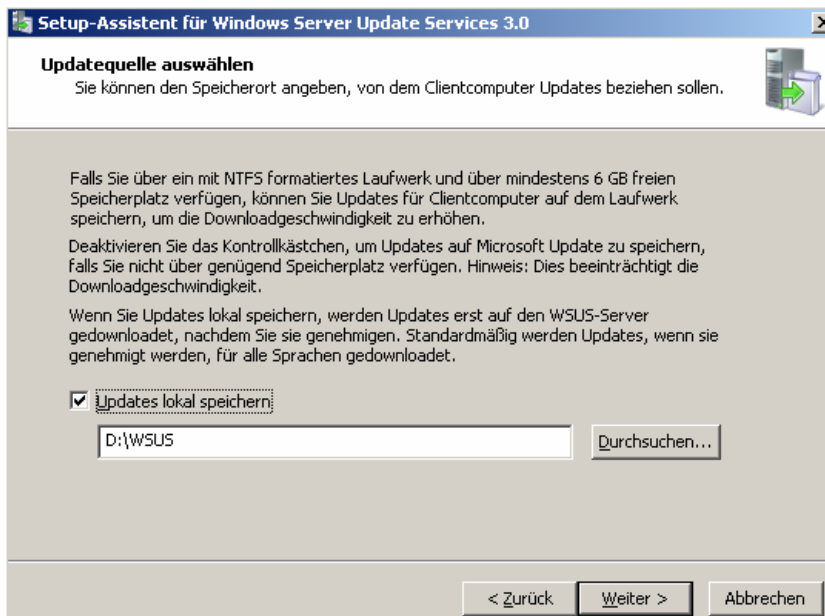 Setup-Assistent für Windows Server Update Services 3.0
Updatequelle auswählen
Sie können den Speicherort angeben, von dem Clientcomputer Updates beziehen sollen.
Falls Sie über ein mit NTFS formatiertes Laufwerk und über mindestens 6 GB freien
Speicherplatz verfügen, können Sie Updates für Clientcomputer auf dem Laufwerk
speichern, um die Downloadgeschwindigkeit zu erhöhen.
Deaktivieren Sie das Kontrollkästchen, um Updates auf Microsoft Update zu speichern,
falls Sie nicht über genügend Speicherplatz verfügen. Hinweis: Dies beeinträchtigt die
Downloadgeschwindigkeit.
Wenn Sie Updates lokal speichern, werden Updates erst auf den WSUS-Server
gedownloadet, nachdem Sie sie genehmigen. Standardmäßig werden Updates, wenn sie
genehmigt werden, für alle Sprachen gedownloadet.
Updates lokal speichern
D:\WSUS
Durchsuchen...
< Zurück
Weiter >
Abbrechen